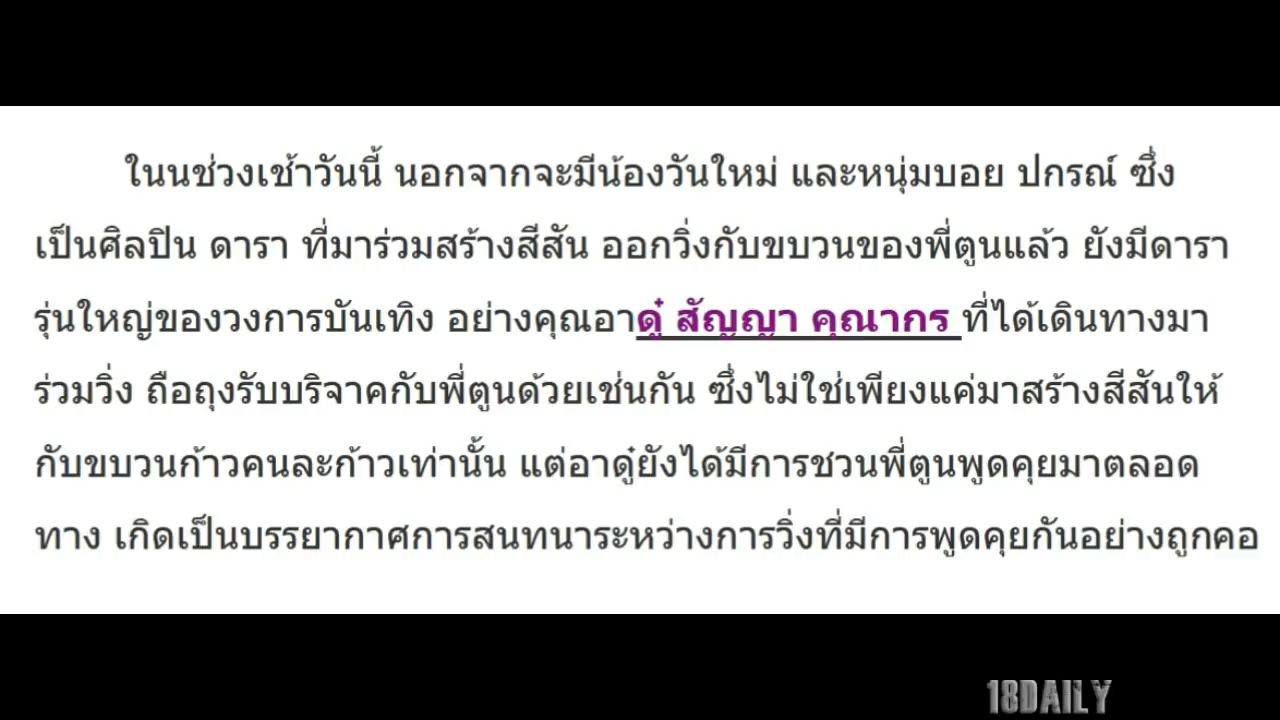 ในนช่วงเช้าวันนี้ นอกจากจะมีน้องวันใหม่ และหนุ่มบอย ปกรณ์ ซึ่ง
เป็นศิลปิน ดารา ที่มาร่วมสร้างสีสัน ออกวิ่งกับขบวนของพี่ตูนแล้ว ยังมีดารา
รุ่นใหญ่ของวงการบันเทิง อย่างคุณอาดู๋ สัญญา คุณากร ที่ได้เดินทางมา
ร่วมวิ่ง ถือถุงรับบริจาคกับพี่ตูนด้วยเช่นกัน ซึ่งไม่ใช่เพียงแค่มาสร้างสีสันให้
กับขบวนก้าวคนละก้าวเท่านั้น แต่อาดู๋ยังได้มีการชวนพี่ตูนพูดคุยมาตลอด
ทาง เกิดเป็นบรรยากาศการสนทนาระหว่างการวิ่งที่มีการพูดคุยกันอย่างถูกคอ
18DAILY